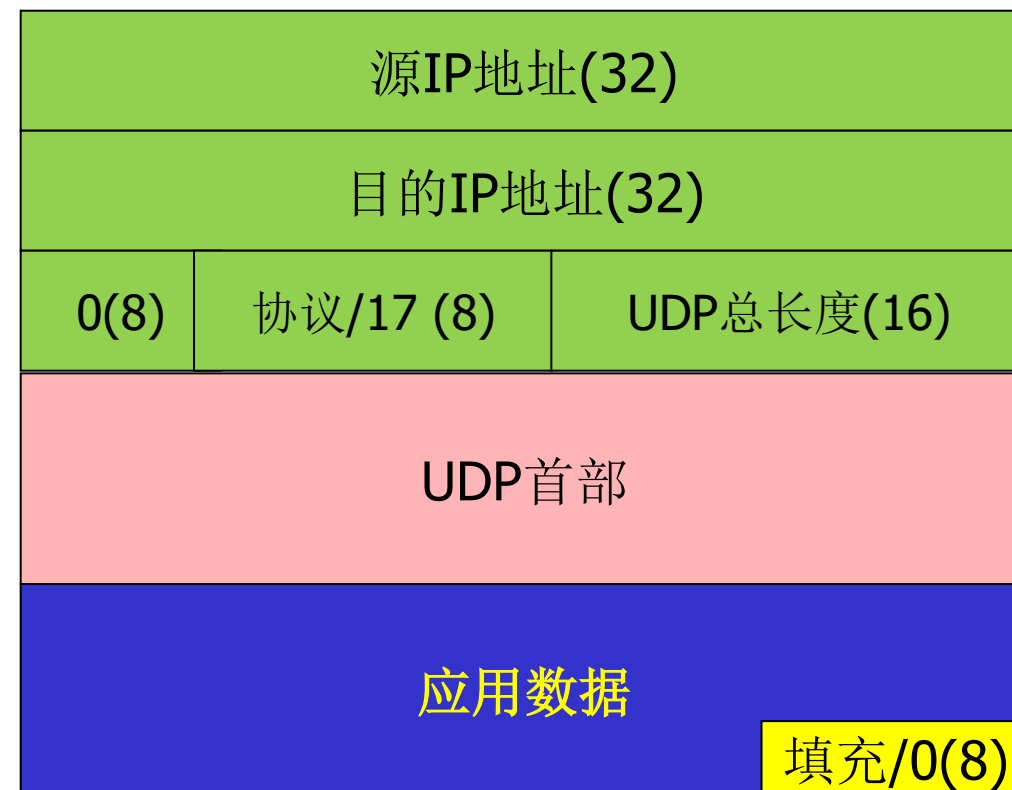 源IP地址(32)
目的IP地址(32)
0(8) 协议/17 (8) UDP总长度(16)
UDP首部
应用数据
填充/0(8)